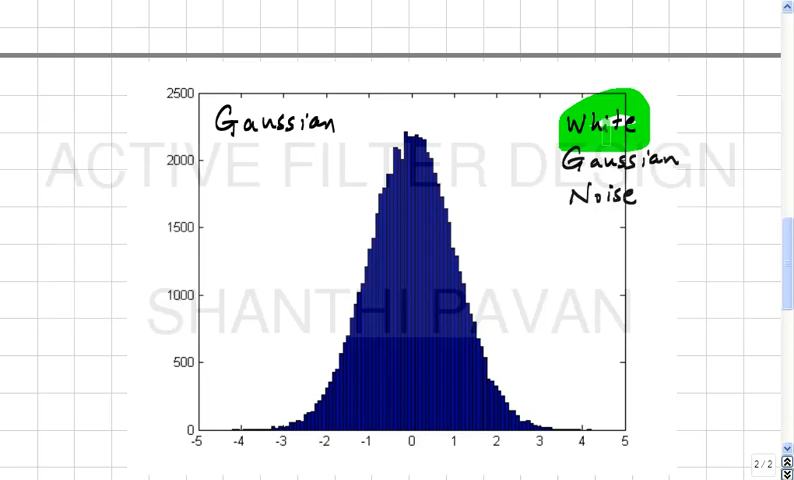 2500
Gaussian
White
Gaussian
Noise
ACTIVE FILTER DESIGN
2000
1500
1000
SHANTHI PAVAN
500
0
-5 -4 -3 -2 -1 0 1 2 3 4 5
2 / 2